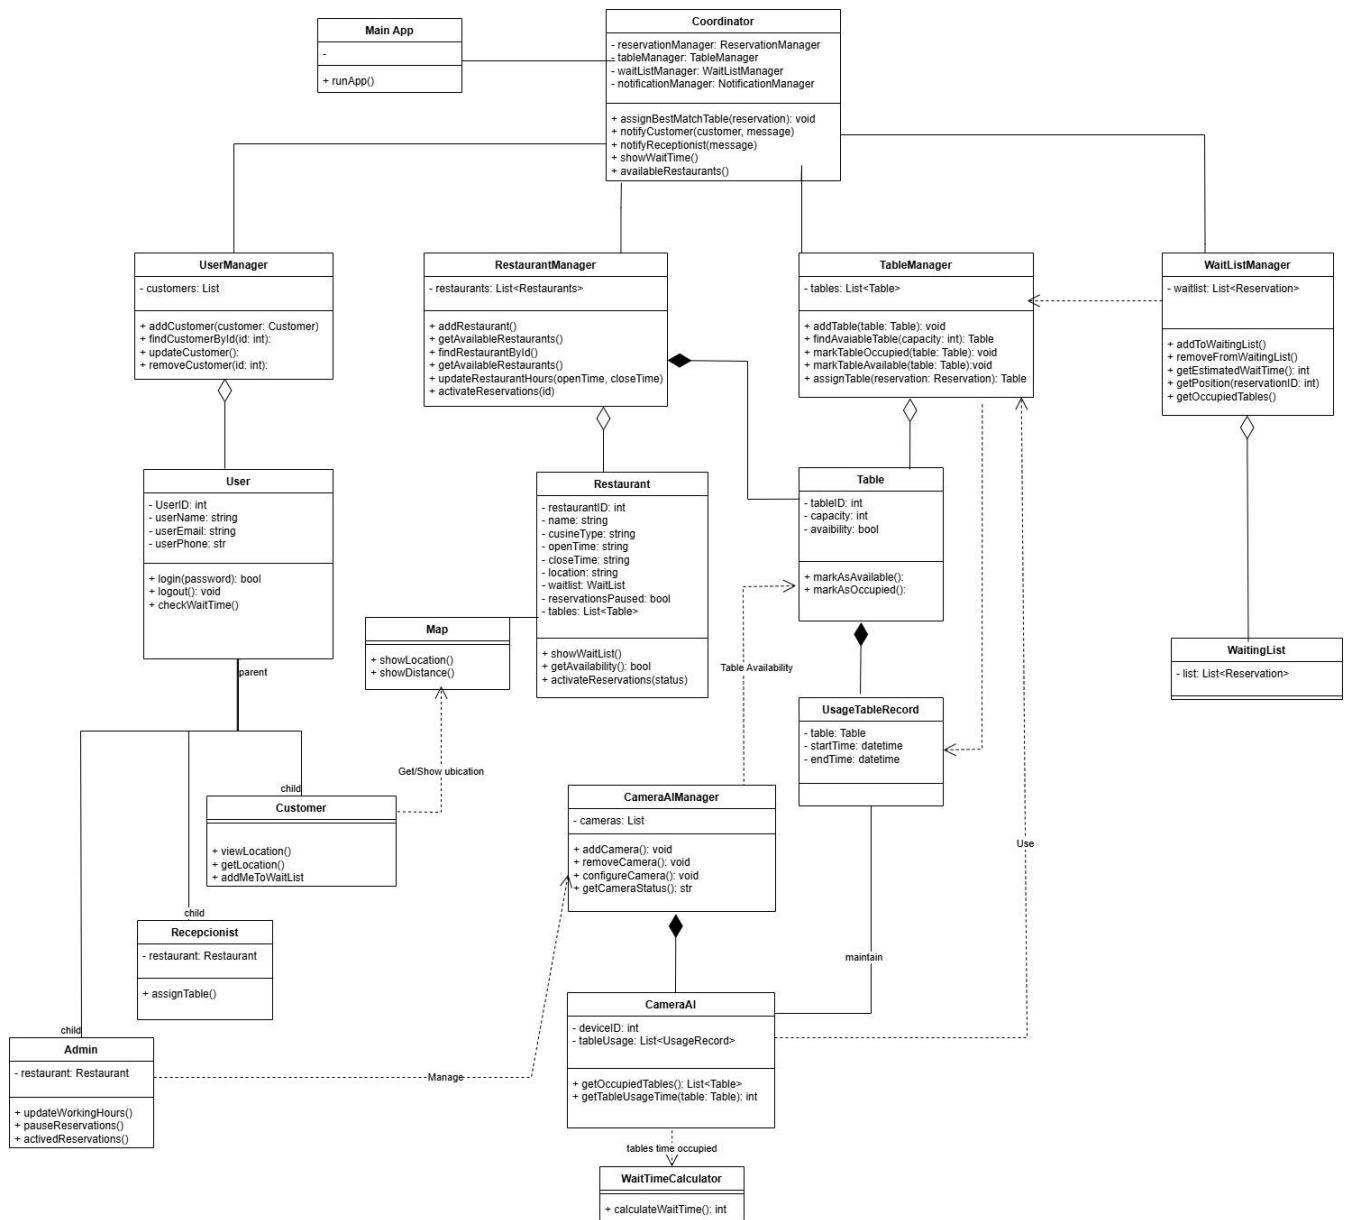 Main App
-
+ runApp()
Coordinator
- reservationManager: ReservationManager
- tableManager: TableManager
- waitListManager: WaitListManager
- notificationManager: NotificationManager
+ assignBestMatchTable(reservation): void
+ notifyCustomer(customer, message)
+ notifyReceptionist(message)
+ showWaitTime()
+ availableRestaurants()
UserManager
- customers: List
+ addCustomer(customer: Customer)
+ findCustomerById(id: int):
+ updateCustomer():
+ removeCustomer(id: int):
RestaurantManager
- restaurants: List<Restaurants>
+ addRestaurant()
+ getAvailableRestaurants()
+ findRestaurantById()
+ getAvailableRestaurants()
+ updateRestaurantHours(openTime, closeTime)
+ activateReservations(id)
TableManager
- tables: List<Table>
+ addTable(table: Table): void
+ findAvaiableTable(capacity: int): Table
+ markTableOccupied(table: Table): void
+ markTableAvailable(table: Table):void
+ assignTable(reservation: Reservation): Table
WaitListManager
- waitlist: List<Reservation>
+ addToWaitingList()
+ removeFromWaitingList()
+ getEstimatedWaitTime(): int
+ getPosition(reservationID: int)
+ getOccupiedTables()
User
- UserID: int
- userName: string
- userEmail: string
- userPhone: str
+ login(password): bool
+ logout(): void
+ checkWaitTime()
Restaurant
- restaurantID: int
- name: string
- cusineType: string
- openTime: string
- closeTime: string
- location: string
- waitlist: WaitList
- reservationsPaused: bool
- tables: List<Table>
+ showWaitList()
+ getAvailability(): bool
+ activateReservations(status)
Table
- tableID: int
- capacity: int
- avaibility: bool
+ markAsAvailable():
+ markAsOccupied():
Map
+ showLocation()
+ showDistance()
WaitingList
- list: List<Reservation>
parent
Table Availability
UsageTableRecord
- table: Table
- startTime: datetime
- endTime: datetime
Get/Show ubication
child
Customer
+ viewLocation()
+ getLocation()
+ addMeToWaitList
CameraAIManager
- cameras: List
+ addCamera(): void
+ removeCamera(): void
+ configureCamera(): void
+ getCameraStatus(): str
Use
child
Recepcionist
- restaurant: Restaurant
+ assignTable()
maintain
CameraAI
- deviceID: int
- tableUsage: List<UsageRecord>
+ getOccupiedTables(): List<Table>
+ getTableUsageTime(table: Table): int
child
Admin
- restaurant: Restaurant
+ updateWorkingHours()
+ pauseReservations()
+ activedReservations()
Manage
tables time occupied
WaitTimeCalculator
+ calculateWaitTime(): int